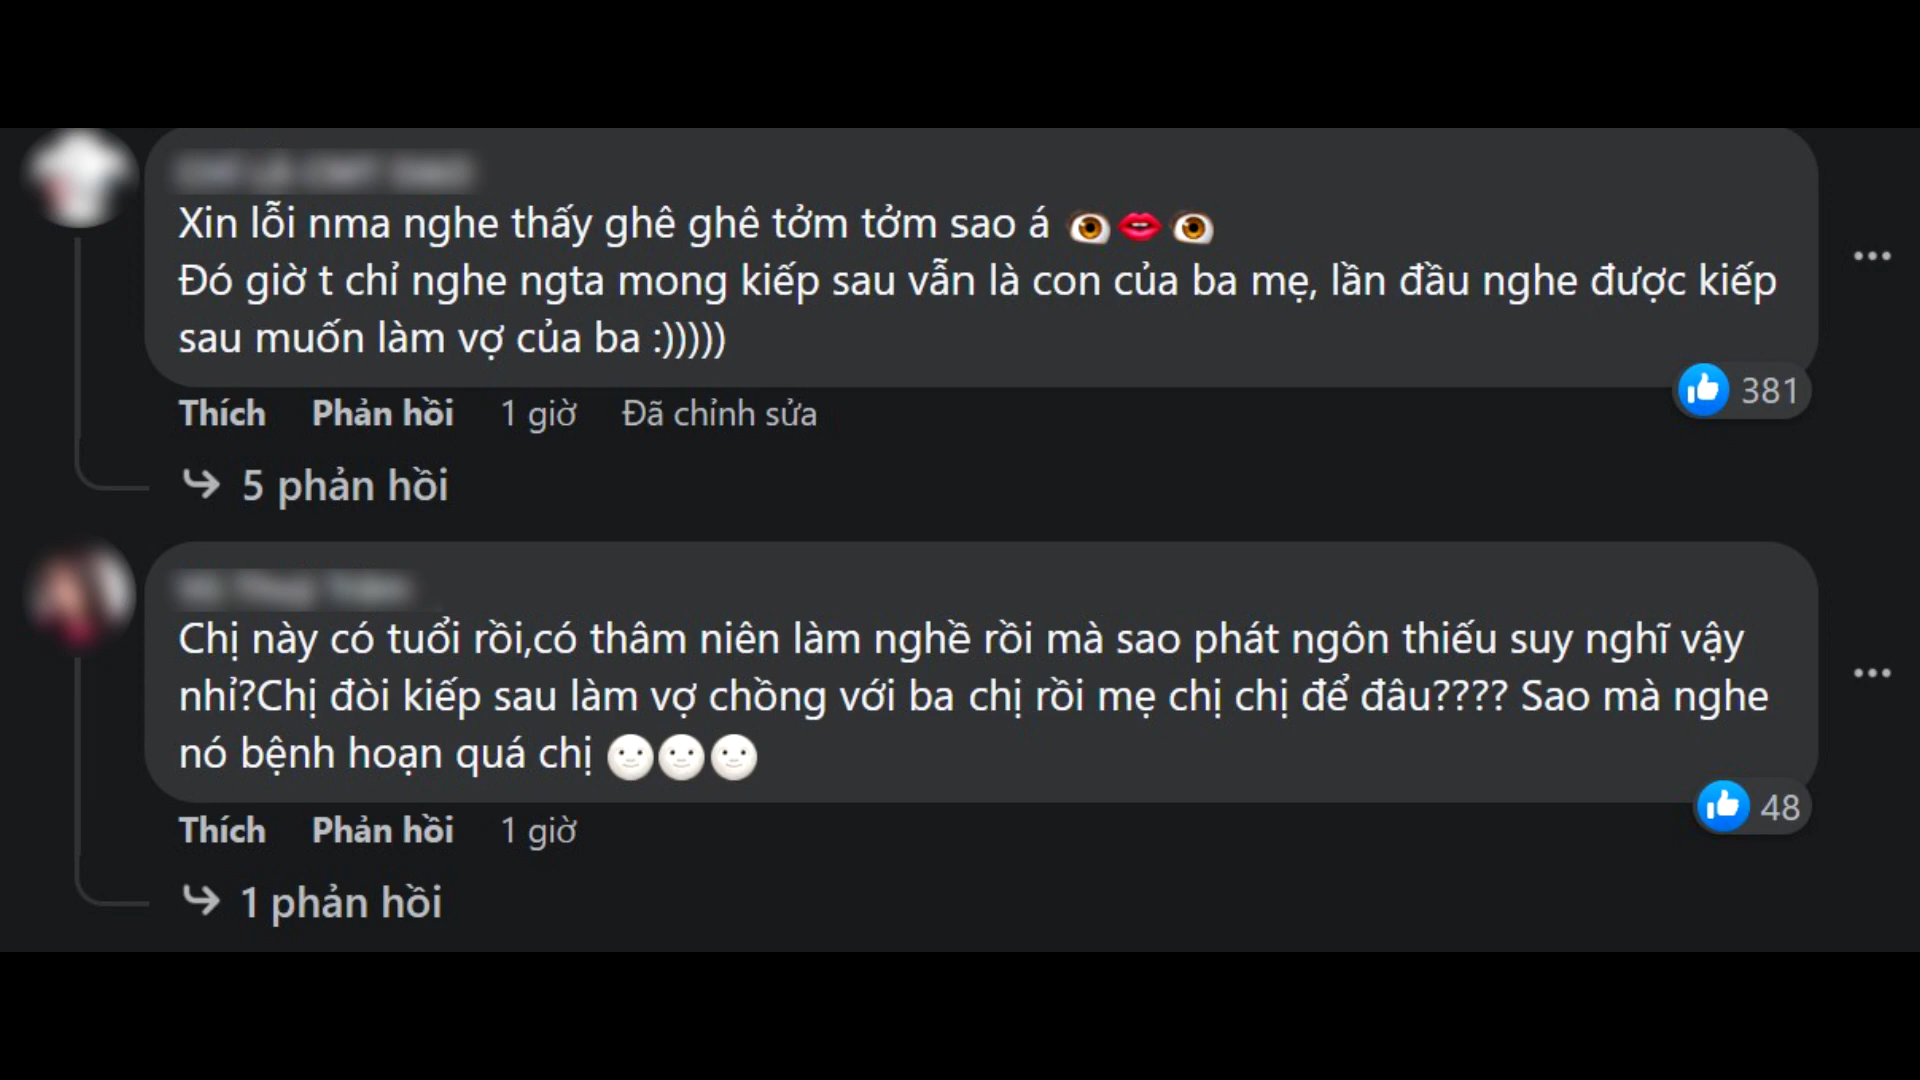 Xin lỗi nma nghe thấy ghê ghê tởm tởm sao á 👁️👄👁️
Đó giờ t chỉ nghe ngta mong kiếp sau vẫn là con của ba mẹ, lần đầu nghe được kiếp
sau muốn làm vợ của ba :)))))
381
Thích Phản hồi 1 giờ Đã chỉnh sửa
5 phản hồi
Chị này có tuổi rồi,có thâm niên làm nghề rồi mà sao phát ngôn thiếu suy nghĩ vậy
nhỉ?Chị đòi kiếp sau làm vợ chồng với ba chị rồi mẹ chị chị để đâu???? Sao mà nghe
nó bệnh hoạn quá chị 🌝🌝🌝
48
Thích Phản hồi 1 giờ
1 phản hồi